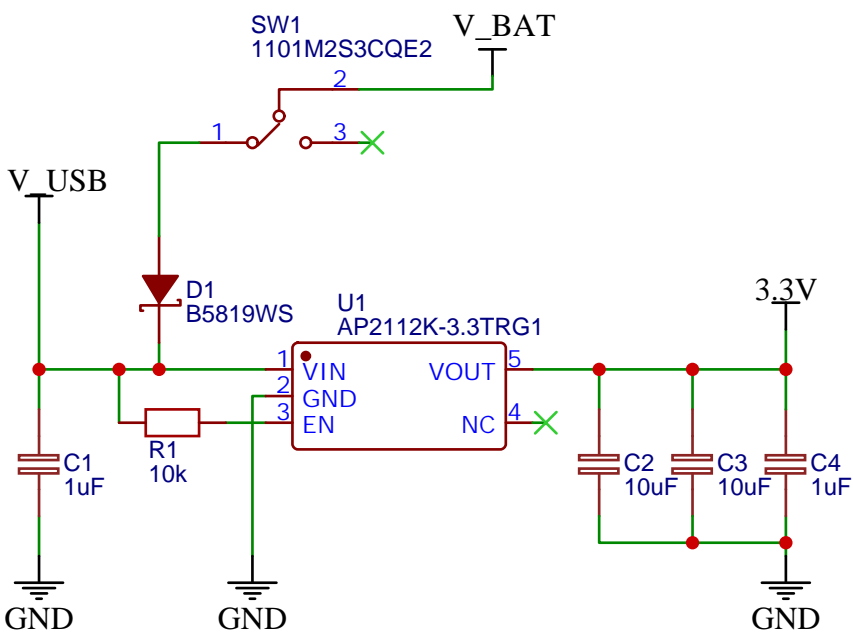 SW1
1101M2S3CQE2
V_BAT
2
1
3
V_USB
D1
B5819WS
U1
AP2112K-3.3TRG1
3.3V
1
VIN
VOUT
5
2
GND
3
EN
NC
4
R1
10k
C1
1uF
C2
10uF
C3
10uF
C4
1uF
GND
GND
GND